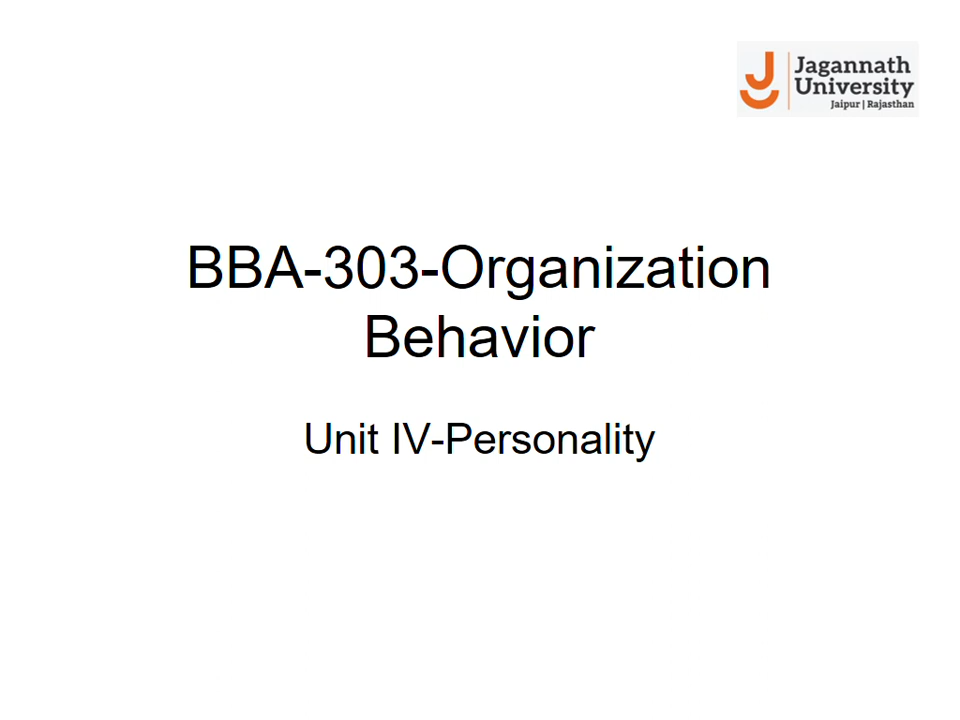 Jagannath
University
Jaipur | Rajasthan
BBA-303-Organization
Behavior
Unit IV-Personality